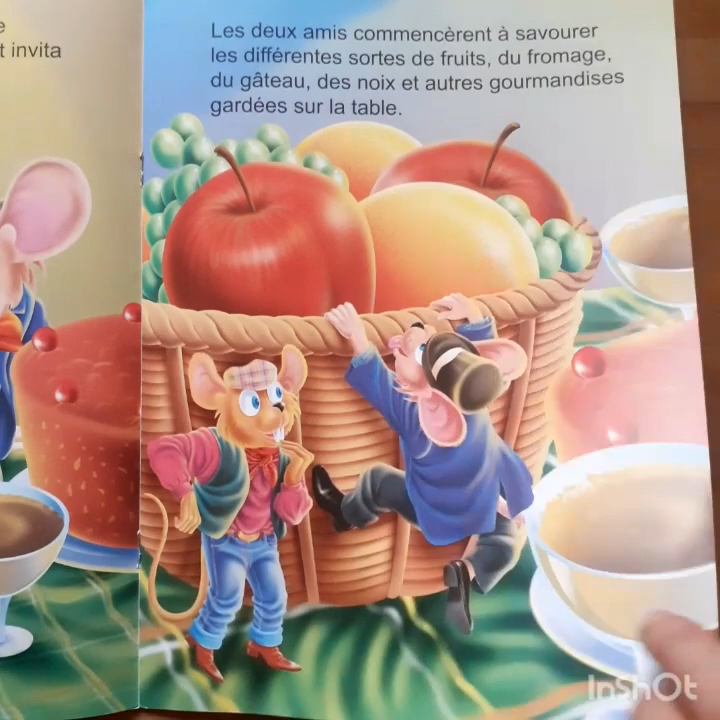 e
t invita
Les deux amis commencèrent à savourer
les différentes sortes de fruits, du fromage,
du gâteau, des noix et autres gourmandises
gardées sur la table.
InShOt